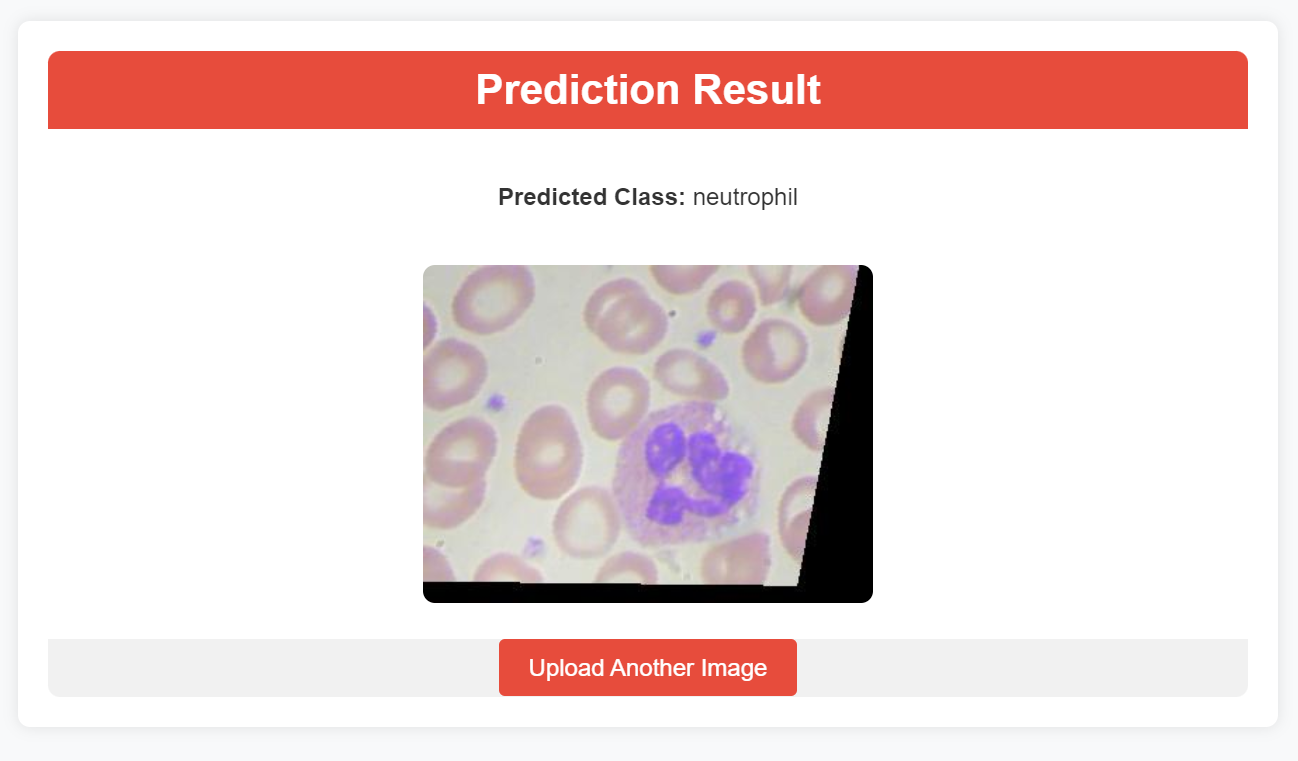 Prediction Result
Predicted Class: neutrophil
Upload Another Image